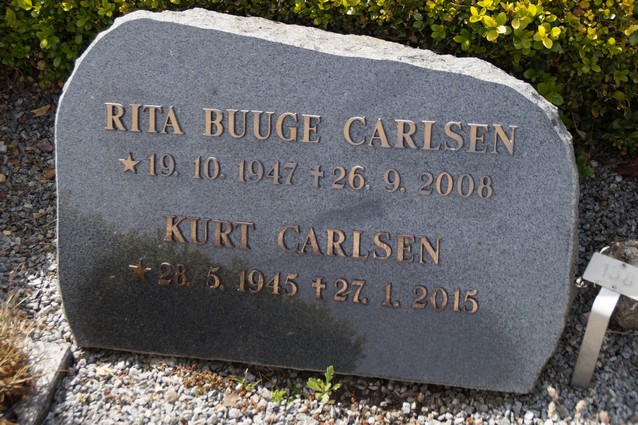 RITA BUUGE CARLSEN
★ 19. 10. 1947 ✝ 26. 9. 2008
KURT CARLSEN
★ 28. 5. 1945 ✝ 27. 1. 2015